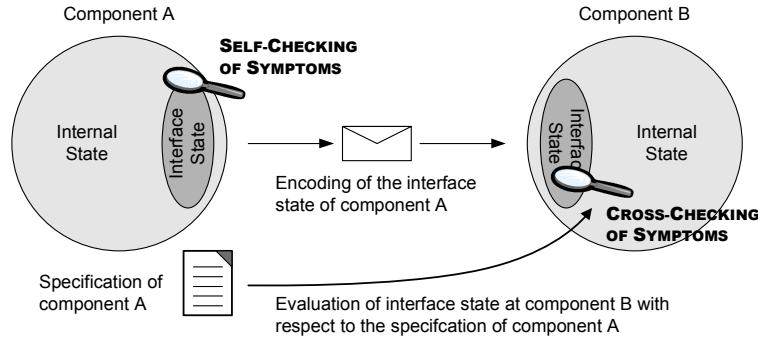 Component A
Component B
SELF-CHECKING
OF SYMPTOMS
Internal
State
Interface
State
Interface
State
Internal
State
Encoding of the interface
state of component A
CROSS-CHECKING
OF SYMPTOMS
Specification of
component A
Evaluation of interface state at component B with
respect to the specifcation of component A